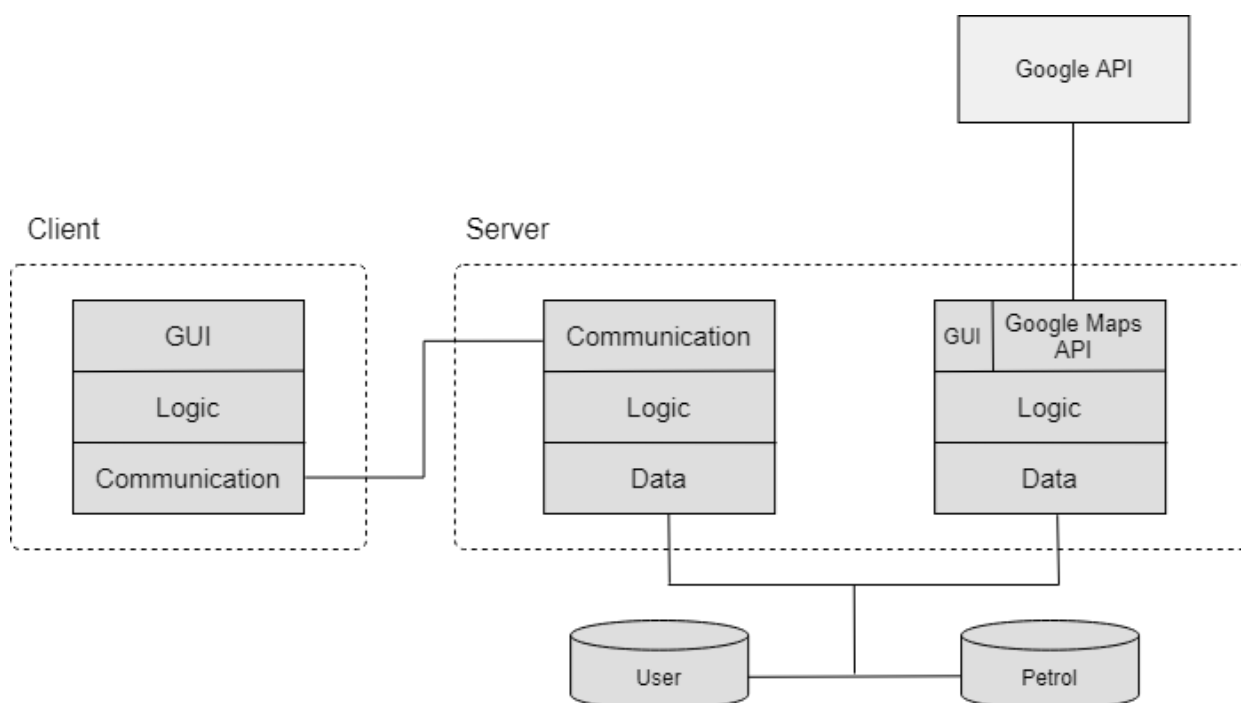 Google API
Client
Server
GUI
Logic
Communication
Communication
Logic
Data
GUI
Google Maps
API
Logic
Data
User
Petrol